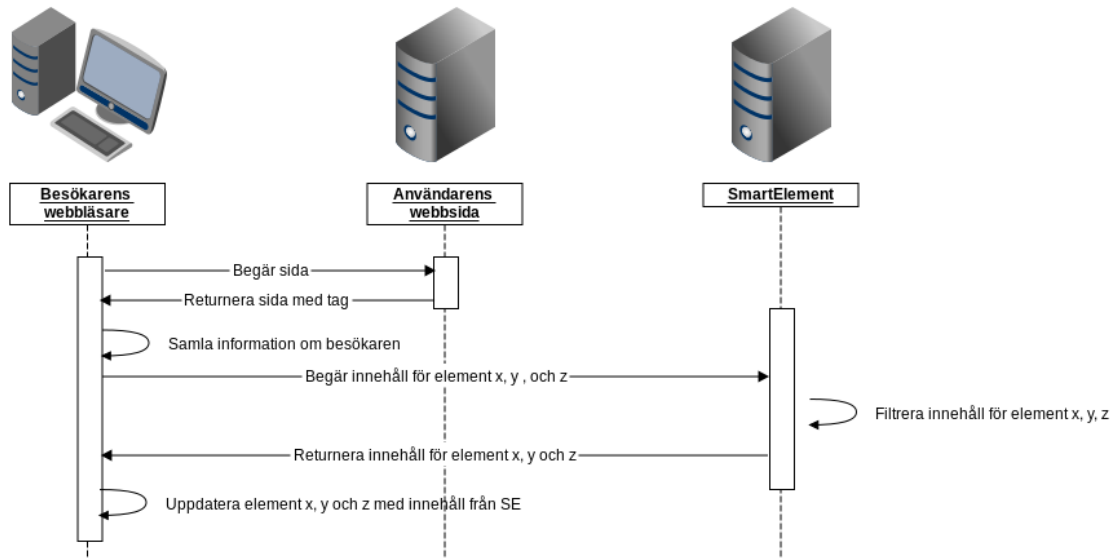 Besökarens
webbläsare
Användarens
webbsida
SmartElement
Begär sida
Returnera sida med tag
Samla information om besökaren
Begär innehåll för element x, y , och z
Filtrera innehåll för element x, y, z
Returnera innehåll för element x, y och z
Uppdatera element x, y och z med innehåll från SE